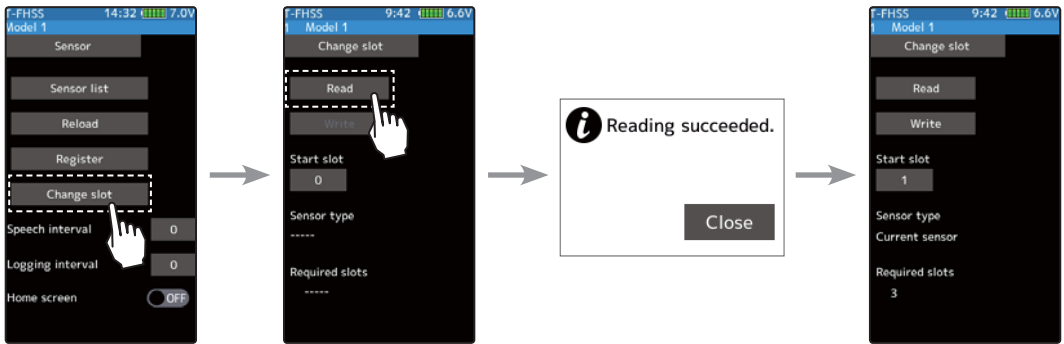 T-FHSS 14:32 7.0V
Model 1
Sensor
Sensor list
Reload
Register
Change slot
Speech interval 0
Logging interval 0
Home screen OFF
T-FHSS 9:42 6.6V
1 Model 1
Change slot
Read
Write
Start slot
0
Sensor type
-----
Required slots
-----
i Reading succeeded.
Close
T-FHSS 9:42 6.6V
1 Model 1
Change slot
Read
Write
Start slot
1
Sensor type
Current sensor
Required slots
3